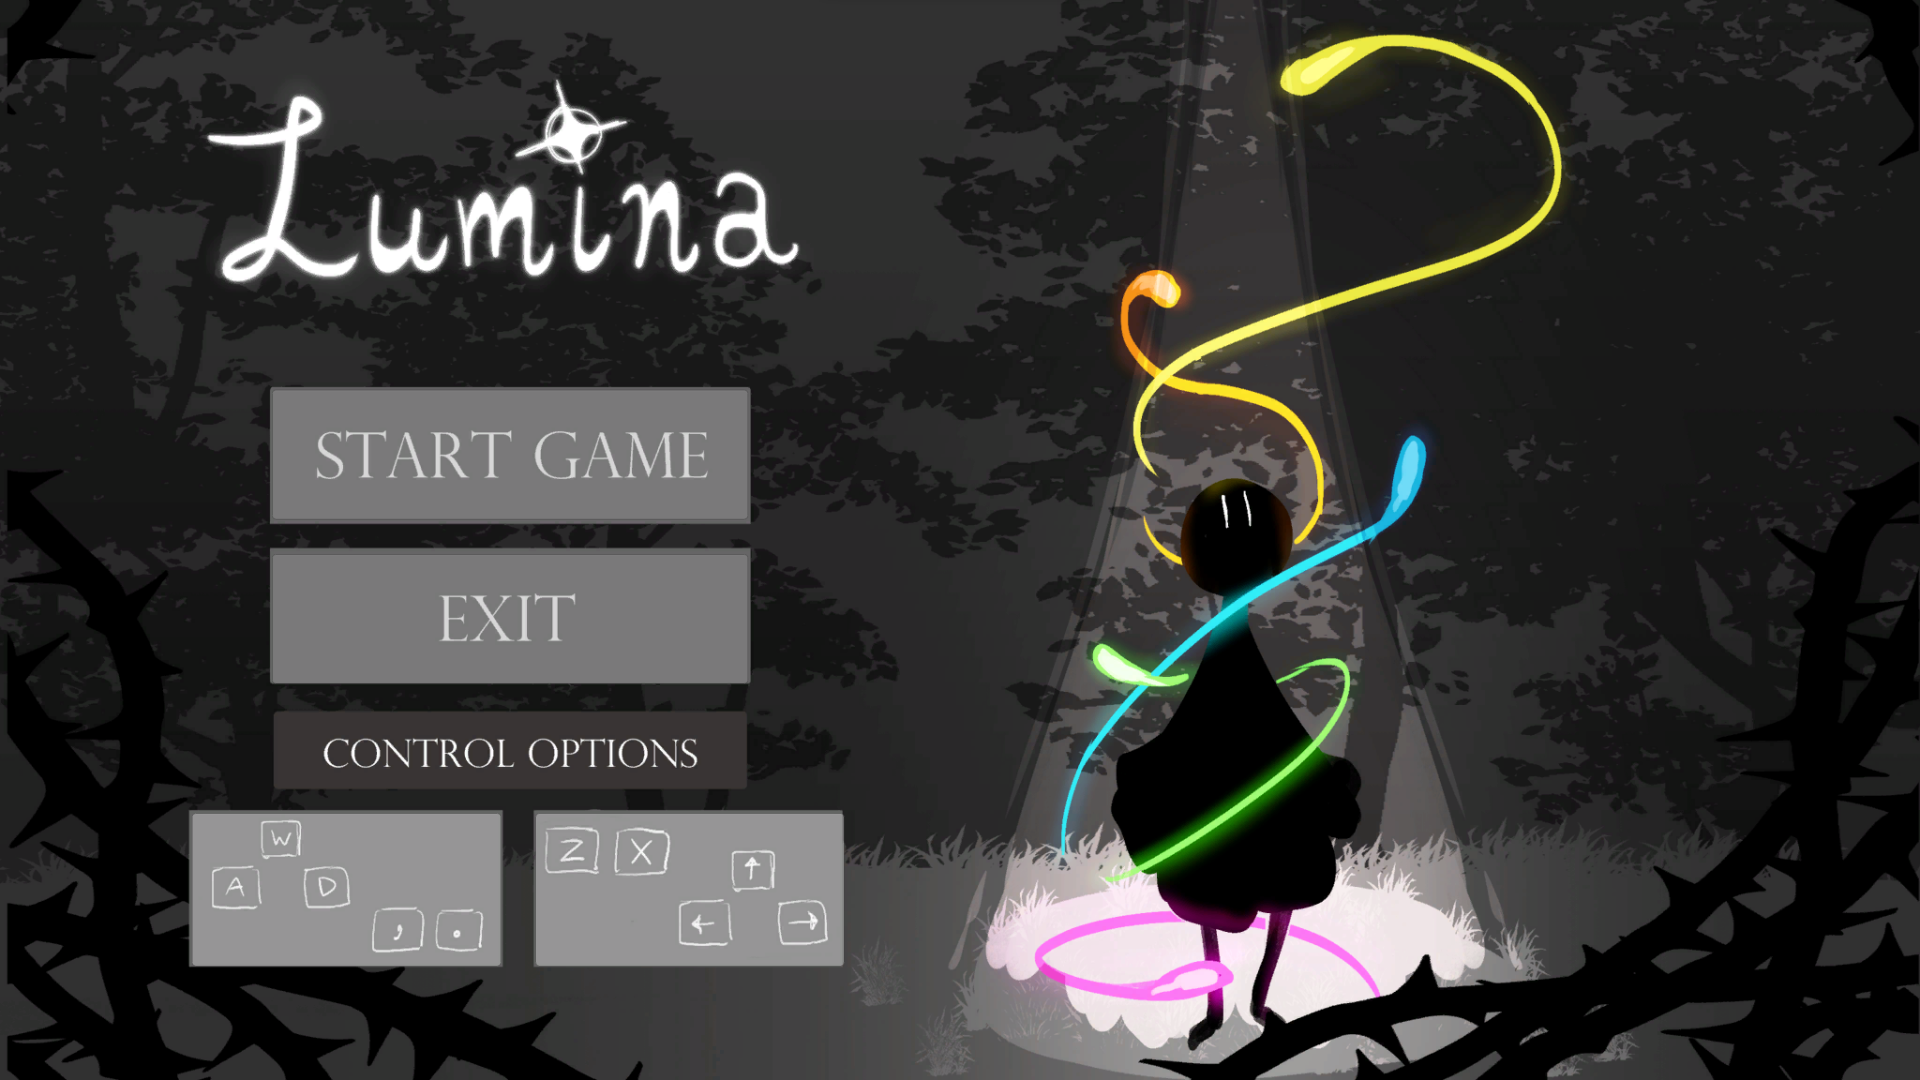 Lumina
START GAME
EXIT
CONTROL OPTIONS
W
A D
, .
Z X
↑
← →